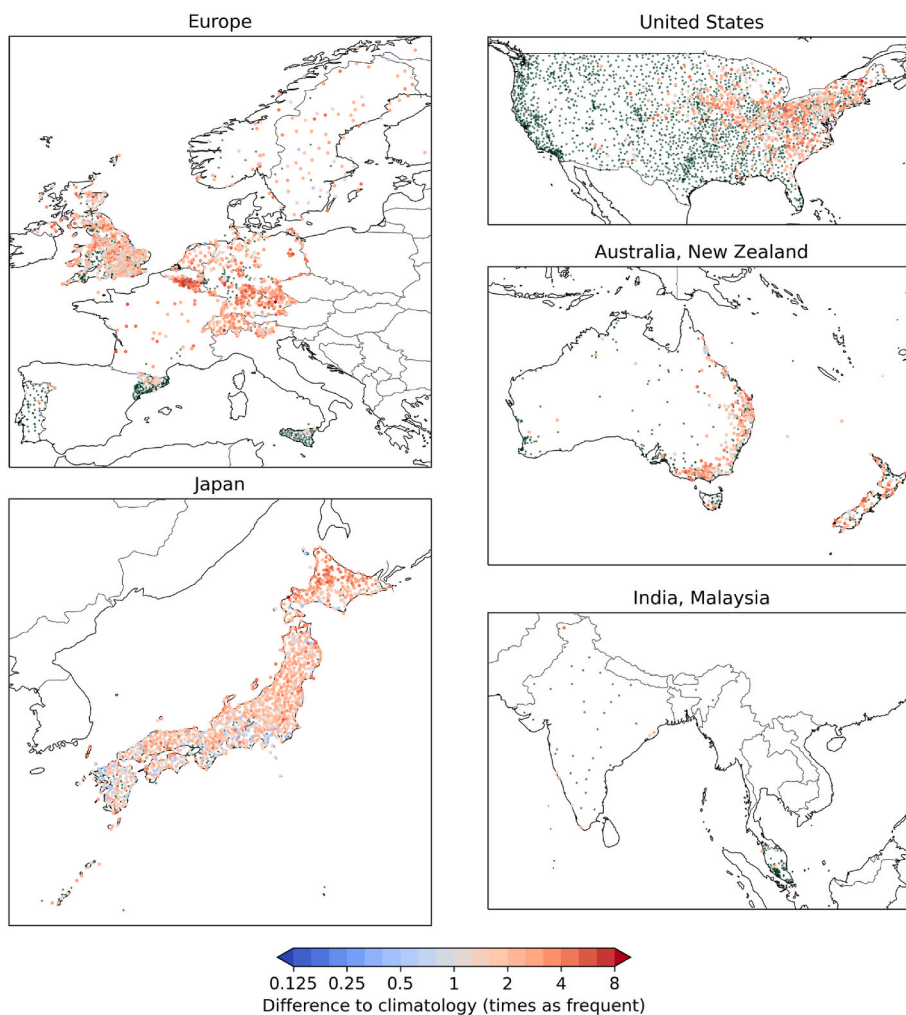 Europe
United States
Australia, New Zealand
Japan
India, Malaysia
0.125 0.25 0.5 1 2 4 8
Difference to climatology (times as frequent)